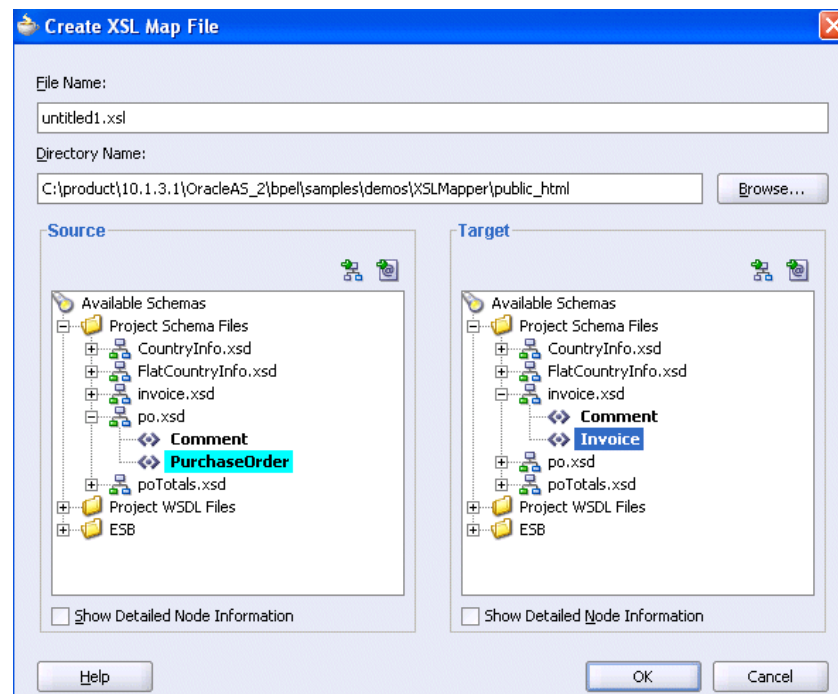 Create XSL Map File
File Name:
untitled1.xsl
Directory Name:
C:\product\10.1.3.1\OracleAS_2\bpel\samples\demos\XSLMapper\public_html
Browse...
Source
Available Schemas
Project Schema Files
CountryInfo.xsd
FlatCountryInfo.xsd
invoice.xsd
po.xsd
Comment
PurchaseOrder
poTotals.xsd
Project WSDL Files
ESB
Show Detailed Node Information
Target
Available Schemas
Project Schema Files
CountryInfo.xsd
FlatCountryInfo.xsd
invoice.xsd
Comment
Invoice
po.xsd
poTotals.xsd
Project WSDL Files
ESB
Show Detailed Node Information
Help
OK
Cancel